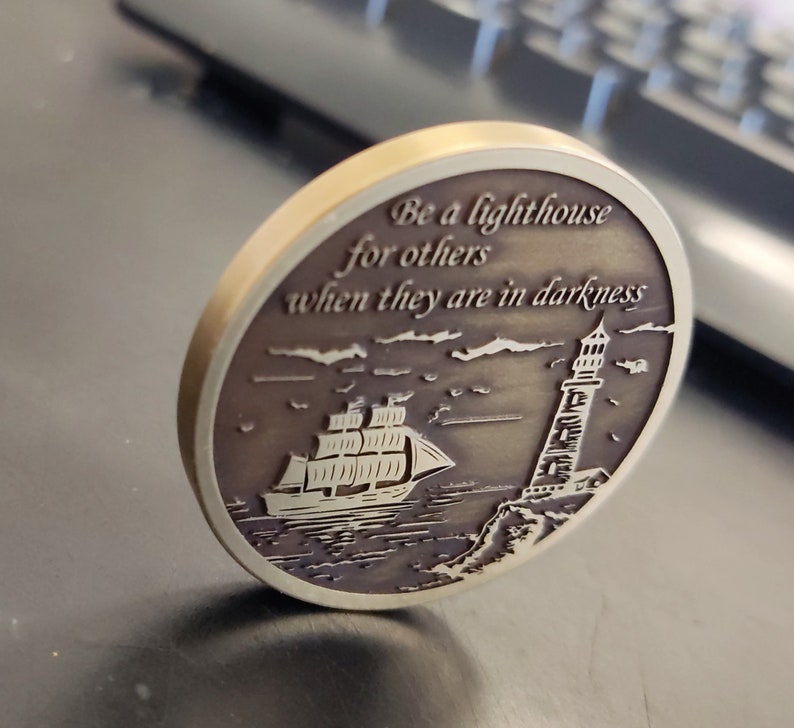 Be a lighthouse
for others
when they are in darkness